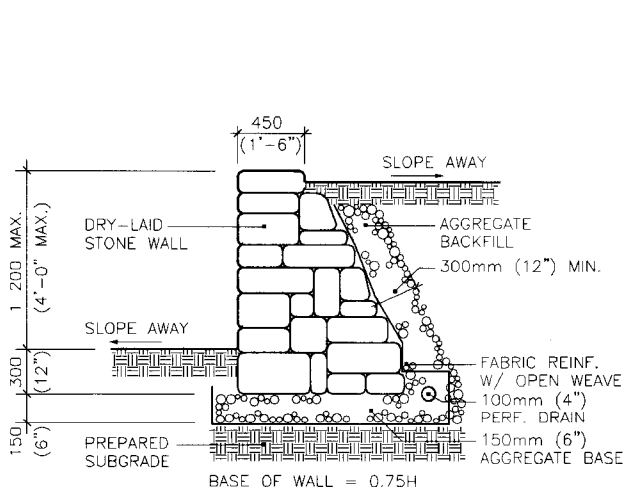 450
(1'-6")
SLOPE AWAY
1 200 MAX.
(4'-0" MAX.)
DRY-LAID
STONE WALL
AGGREGATE
BACKFILL
300mm (12") MIN.
SLOPE AWAY
300
(12")
FABRIC REINF.
W/ OPEN WEAVE
100mm (4")
PERF. DRAIN
150
(6")
PREPARED
SUBGRADE
150mm (6")
AGGREGATE BASE
BASE OF WALL = 0.75H